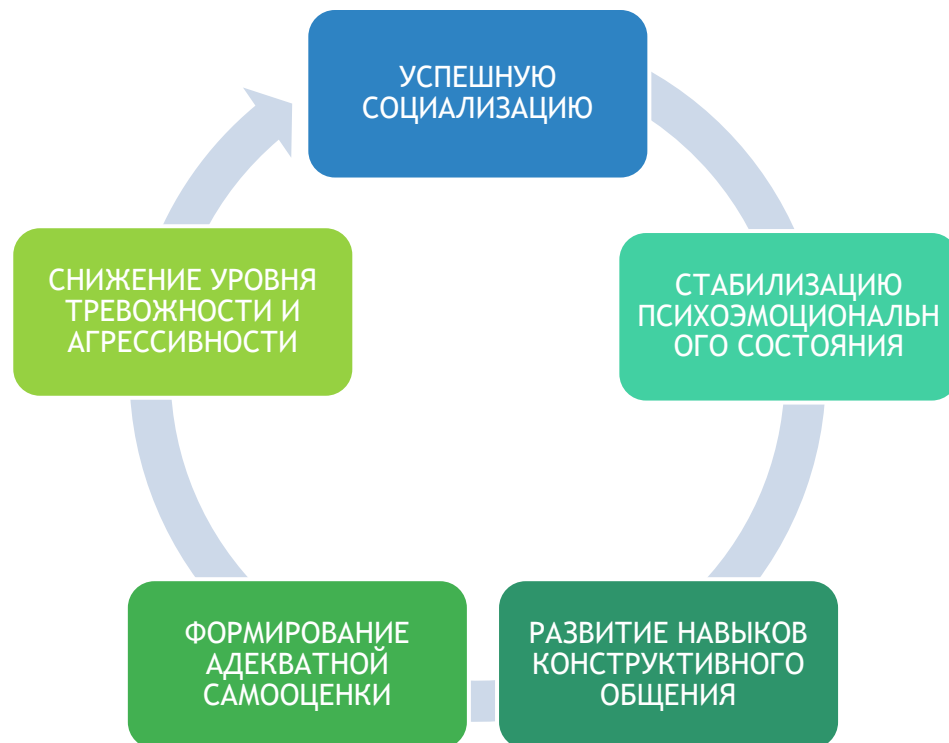 УСПЕШНУЮ
СОЦИАЛИЗАЦИЮ
СТАБИЛИЗАЦИЮ
ПСИХОЭМОЦИОНАЛЬН
ОГО СОСТОЯНИЯ
РАЗВИТИЕ НАВЫКОВ
КОНСТРУКТИВНОГО
ОБЩЕНИЯ
ФОРМИРОВАНИЕ
АДЕКВАТНОЙ
САМООЦЕНКИ
СНИЖЕНИЕ УРОВНЯ
ТРЕВОЖНОСТИ И
АГРЕССИВНОСТИ